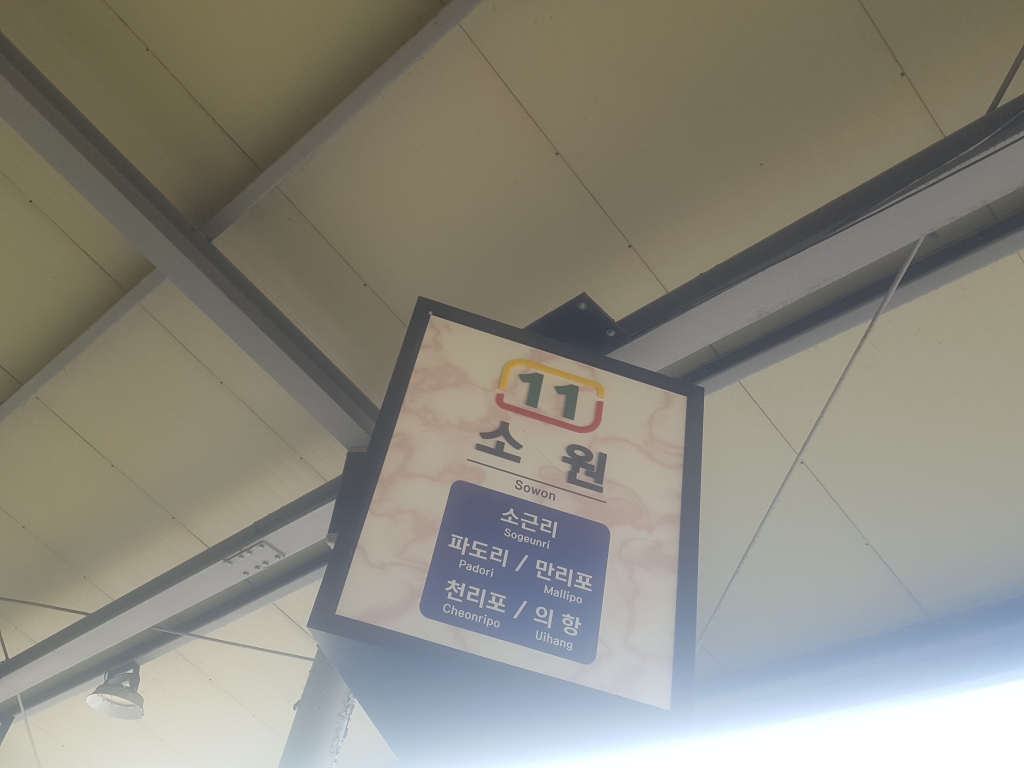 11
소 원
Sowon
소근리
Sogeunri
파도리 / 만리포
Padori Mallipo
천리포 / 의 항
Cheonripo Uihang